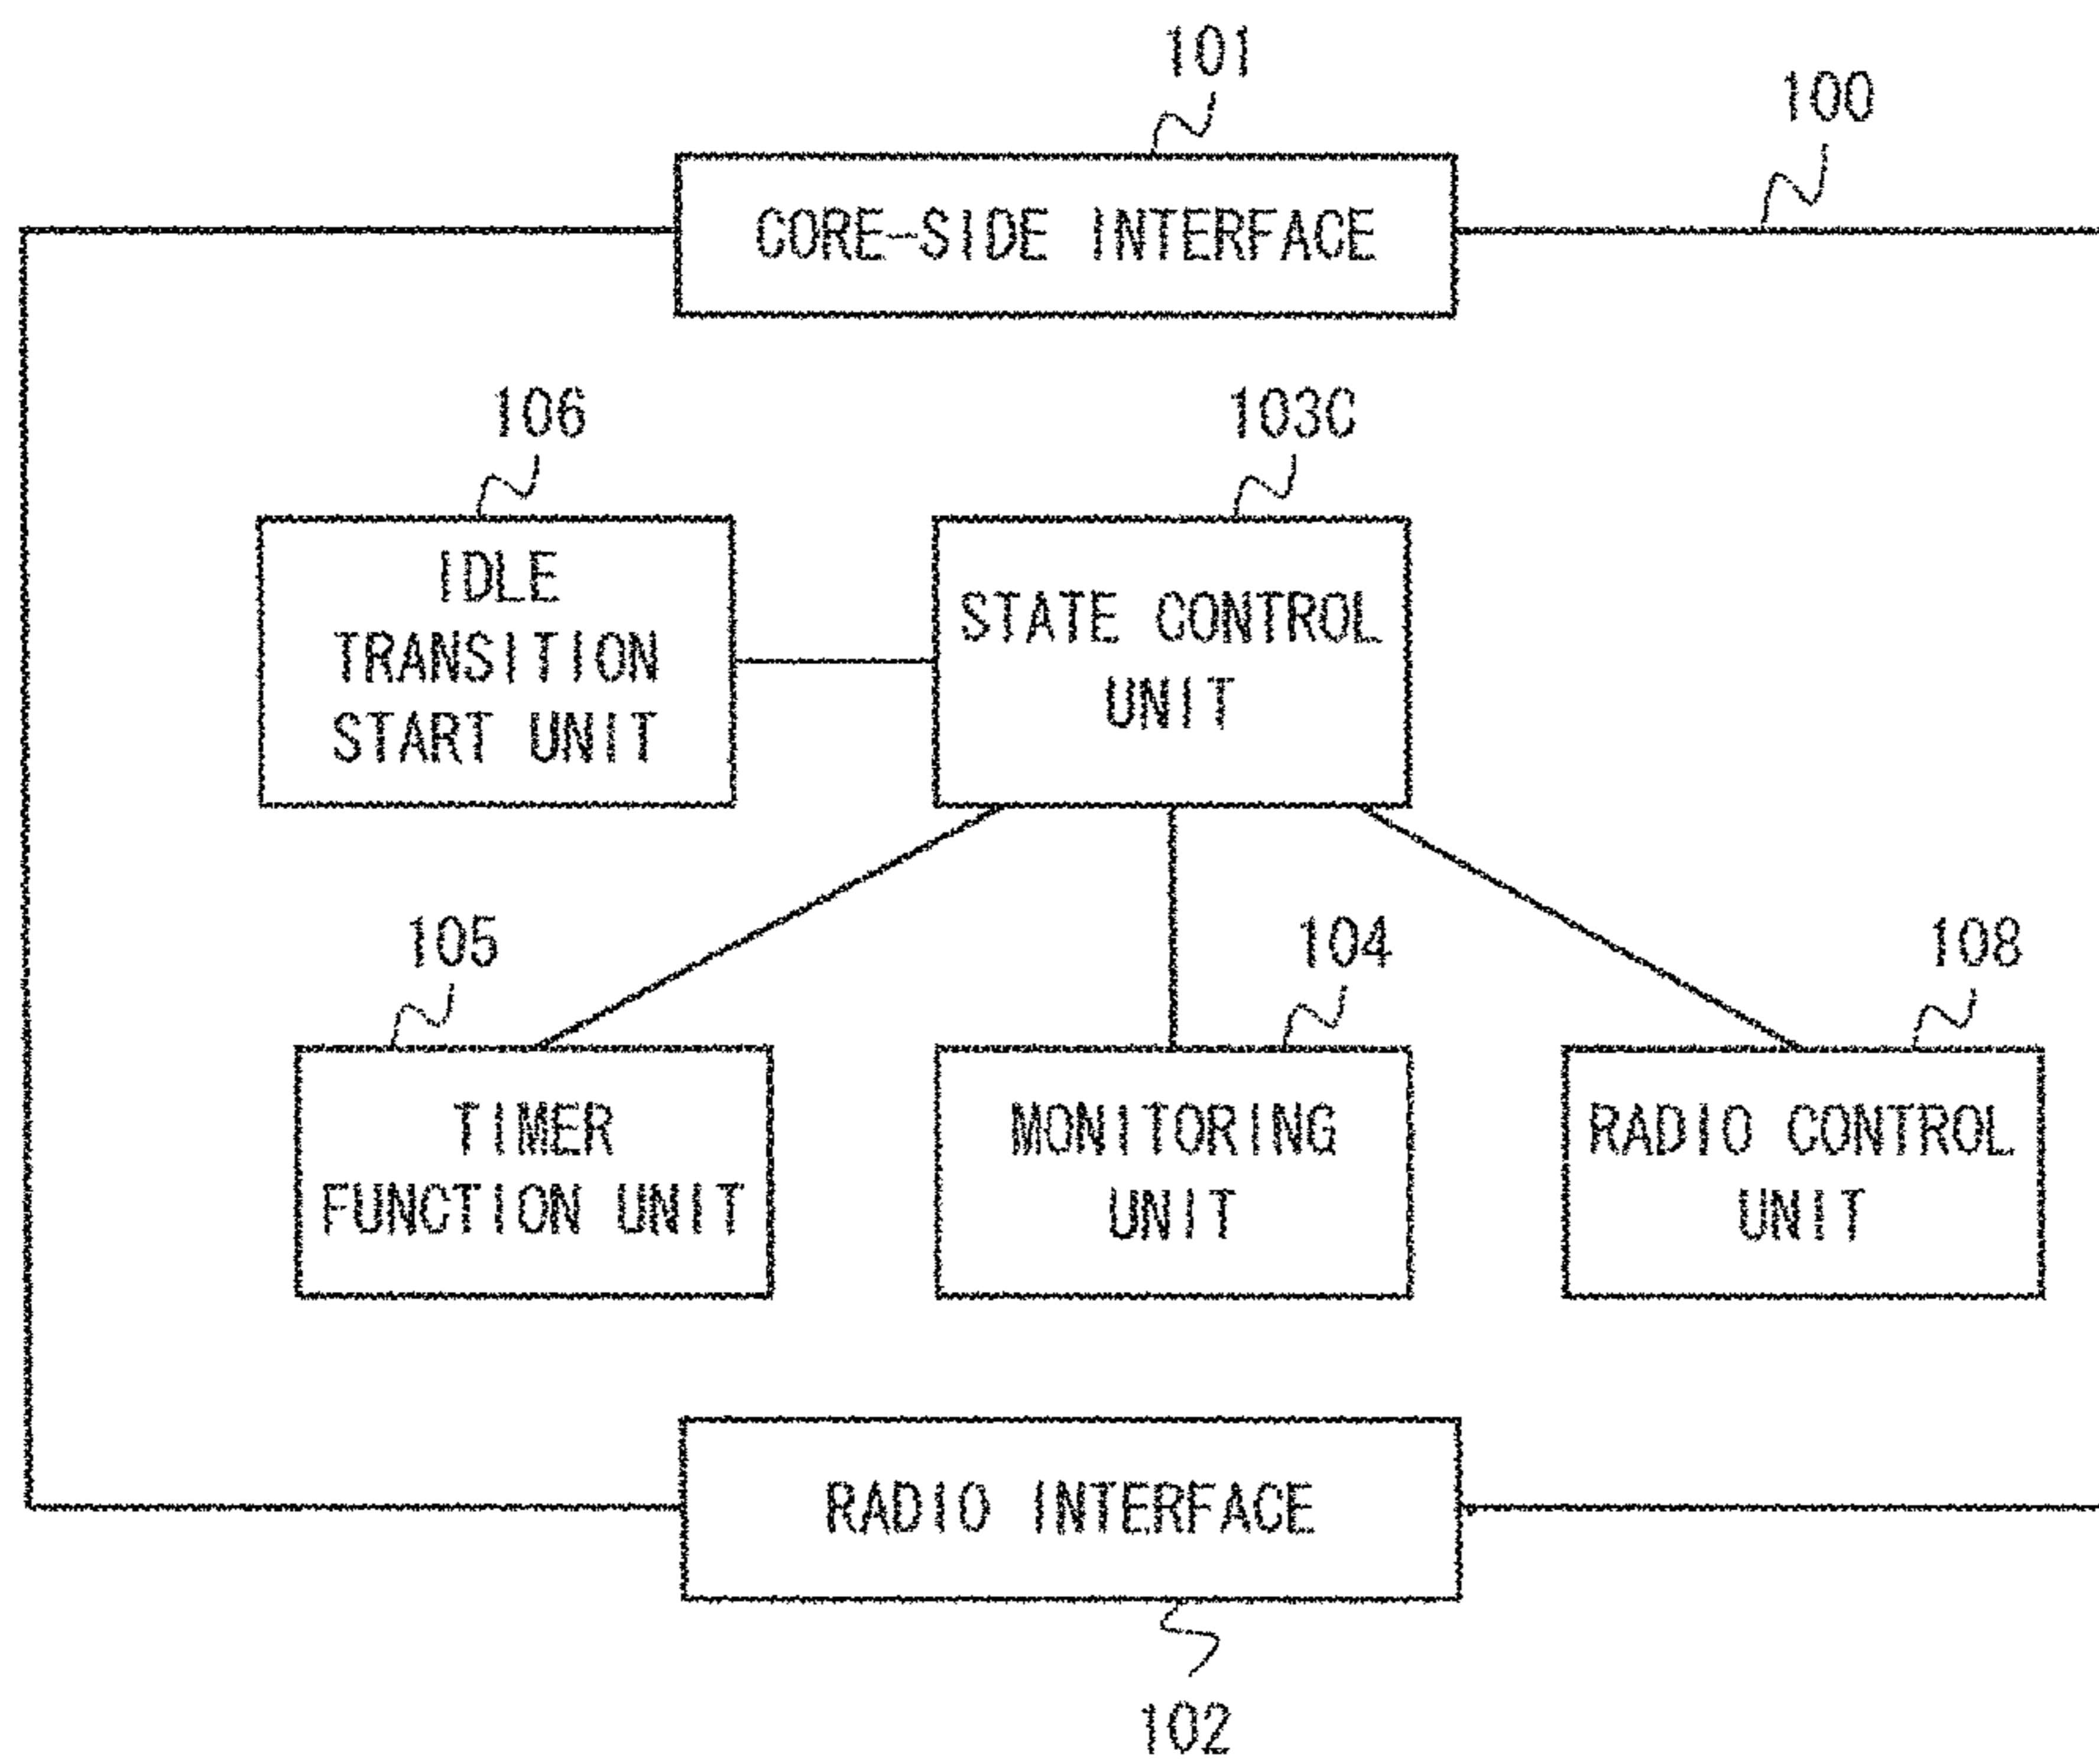 101
100
CORE-SIDE INTERFACE
106
103C
IDLE
TRANSITION
START UNIT
STATE CONTROL
UNIT
105
104
108
TIMER
FUNCTION UNIT
MONITORING
UNIT
RADIO CONTROL
UNIT
RADIO INTERFACE
102